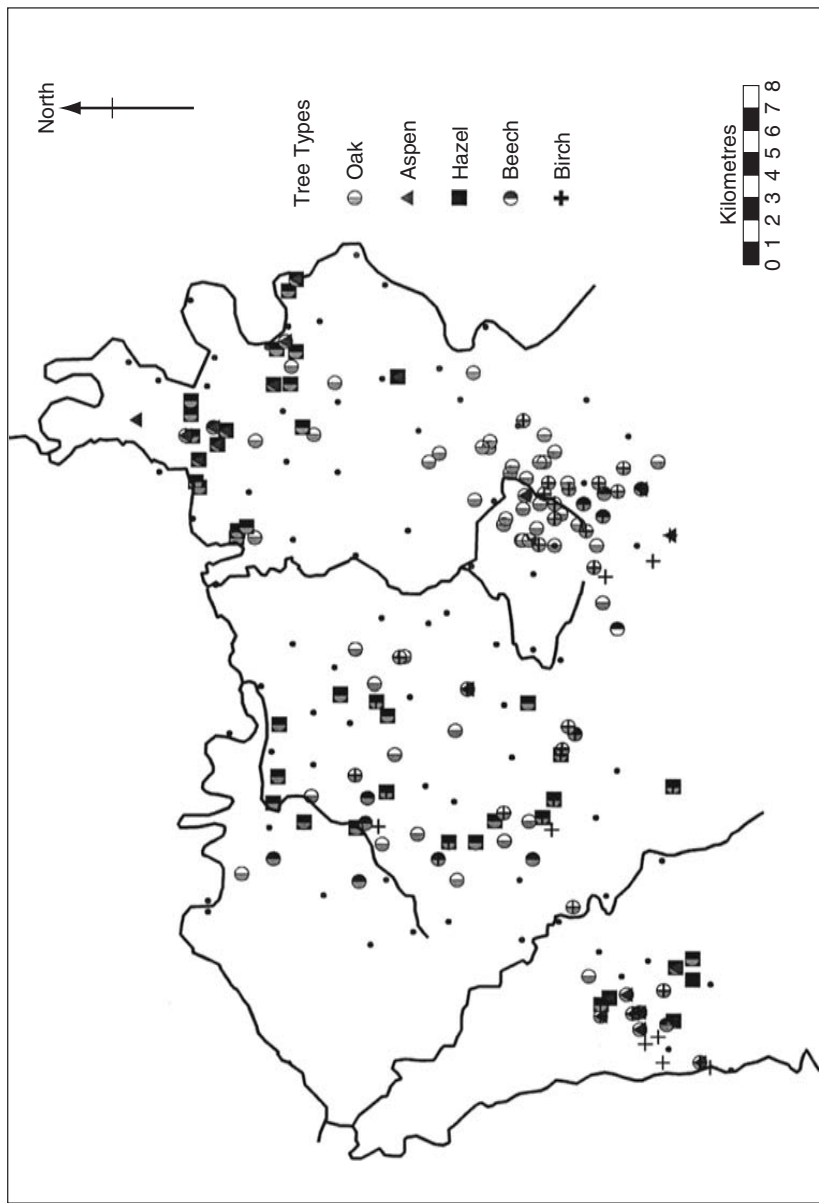 North
Tree Types
Oak
Aspen
Hazel
Beech
Birch
Kilometres
0 1 2 3 4 5 6 7 8